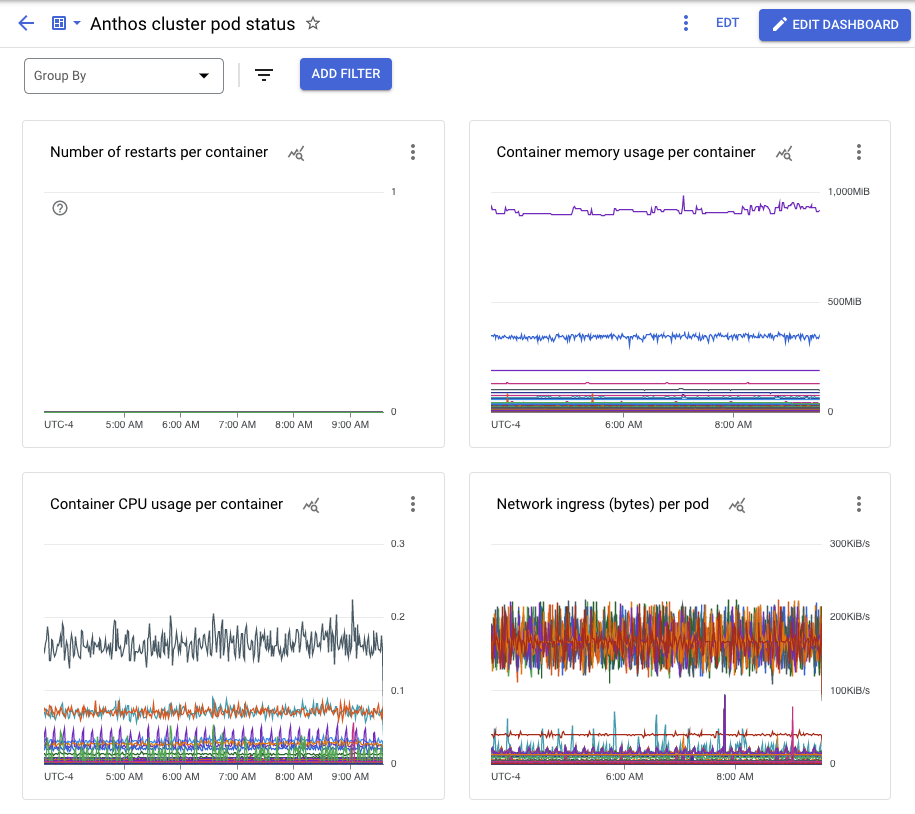 Anthos cluster pod status
EDT
EDIT DASHBOARD
Group By
ADD FILTER
Number of restarts per container
1
0
UTC-4 5:00 AM 6:00 AM 7:00 AM 8:00 AM 9:00 AM
Container memory usage per container
1,000MiB
500MiB
0
UTC-4 6:00 AM 8:00 AM
Container CPU usage per container
0.3
0.2
0.1
0
UTC-4 5:00 AM 6:00 AM 7:00 AM 8:00 AM 9:00 AM
Network ingress (bytes) per pod
300KiB/s
200KiB/s
100KiB/s
0
UTC-4 6:00 AM 8:00 AM